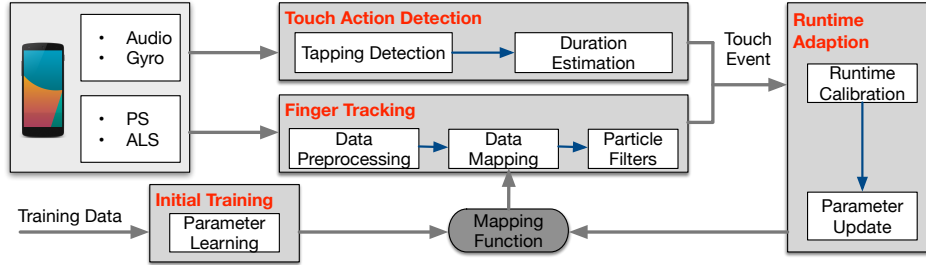 • Audio
• Gyro
• PS
• ALS
Touch Action Detection
Tapping Detection
Duration
Estimation
Finger Tracking
Data
Preprocessing
Data
Mapping
Particle
Filters
Touch
Event
Runtime
Adaption
Runtime
Calibration
Parameter
Update
Training Data
Initial Training
Parameter
Learning
Mapping
Function